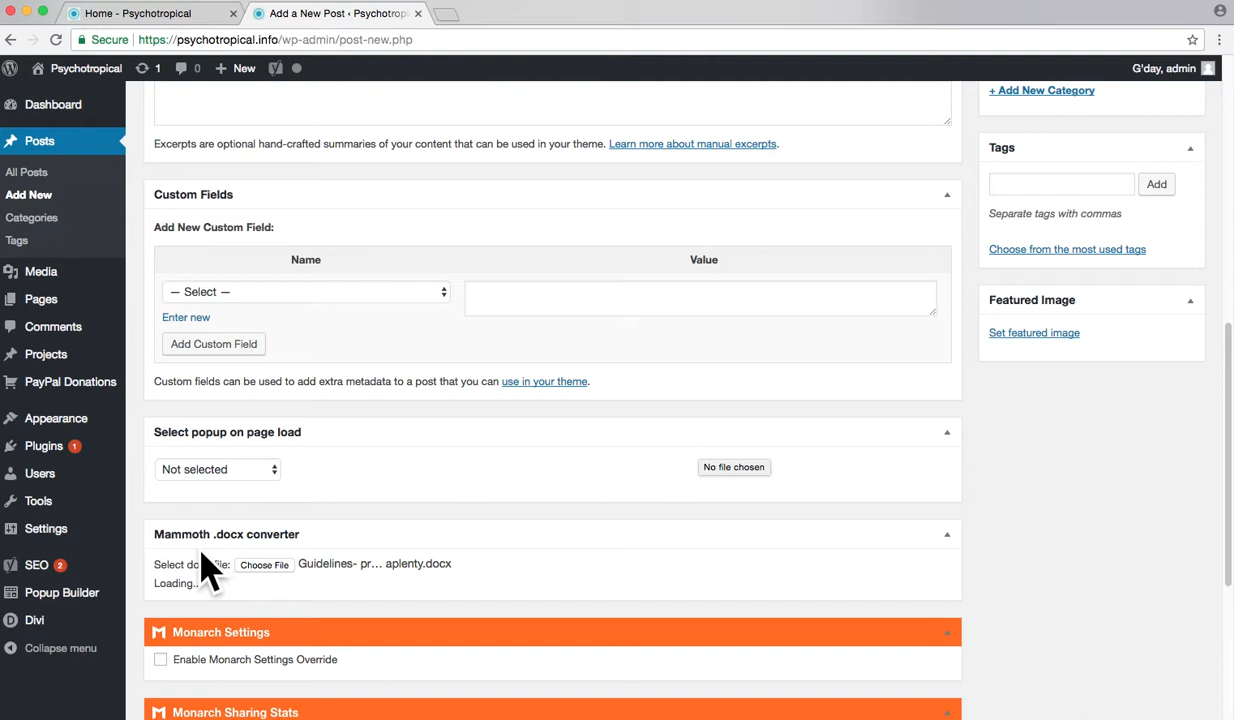 Home - Psychotropical
Add a New Post ‹ Psychotropi
Secure
https://psychotropical.info/wp-admin/post-new.php
Psychotropical
1
0
New
G'day, admin
Dashboard
Posts
All Posts
Add New
Categories
Tags
Media
Pages
Comments
Projects
PayPal Donations
Appearance
Plugins 1
Users
Tools
Settings
SEO 2
Popup Builder
Divi
Collapse menu
Excerpts are optional hand-crafted summaries of your content that can be used in your theme. Learn more about manual excerpts.
Custom Fields
Add New Custom Field:
Name
Value
— Select —
Enter new
Add Custom Field
Custom fields can be used to add extra metadata to a post that you can use in your theme.
Select popup on page load
Not selected
No file chosen
Mammoth .docx converter
Select do file: Choose File Guidelines- pr... aplenty.docx
Loading..
Monarch Settings
Enable Monarch Settings Override
Monarch Sharing Stats
+ Add New Category
Tags
Add
Separate tags with commas
Choose from the most used tags
Featured Image
Set featured image